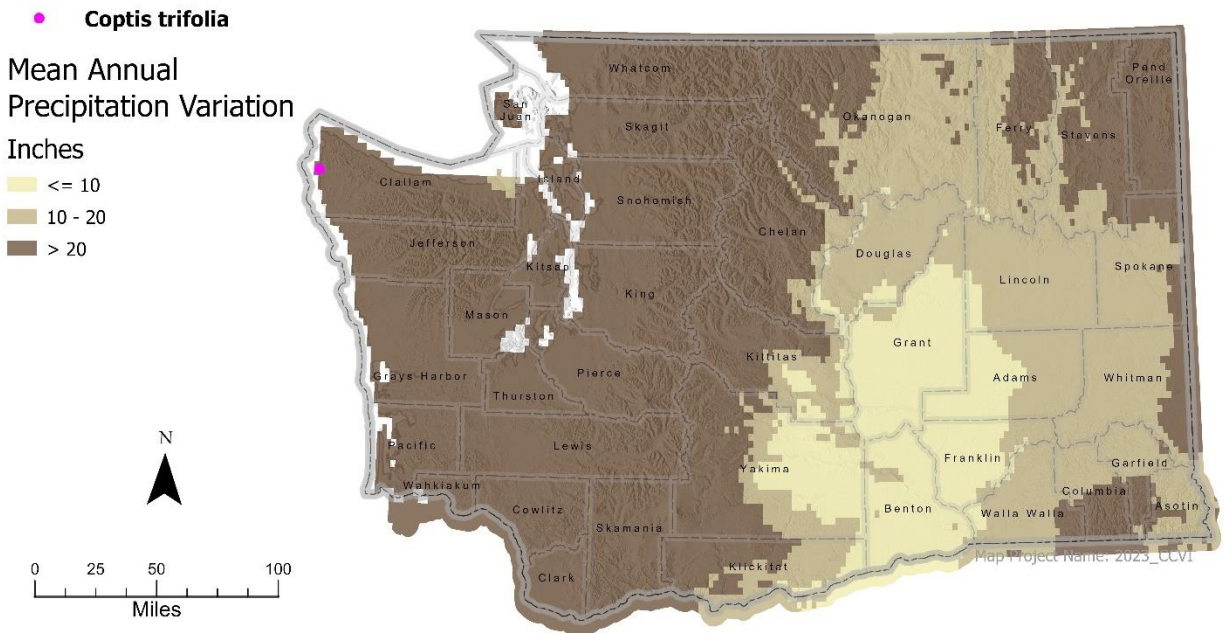 Coptis trifolia
Mean Annual
Precipitation Variation
Inches
<= 10
10 - 20
> 20
N
0 25 50 100
Miles
Whatcom
Pend
Oreille
San
Juan
Skagit
Okanogan
Ferry
Stevens
Clallam
Island
Snohomish
Chelan
Jefferson
Douglas
Kitsap
Lincoln
Spokane
King
Mason
Grant
Kittitas
Adams
Whitman
Grays Harbor
Pierce
Thurston
Pacific
Lewis
Yakima
Franklin
Garfield
Wahkiakum
Columbia
Cowlitz
Benton
Walla Walla
Asotin
Skamania
Clark
Klickitat
Map Project Name: 2023_CCVI